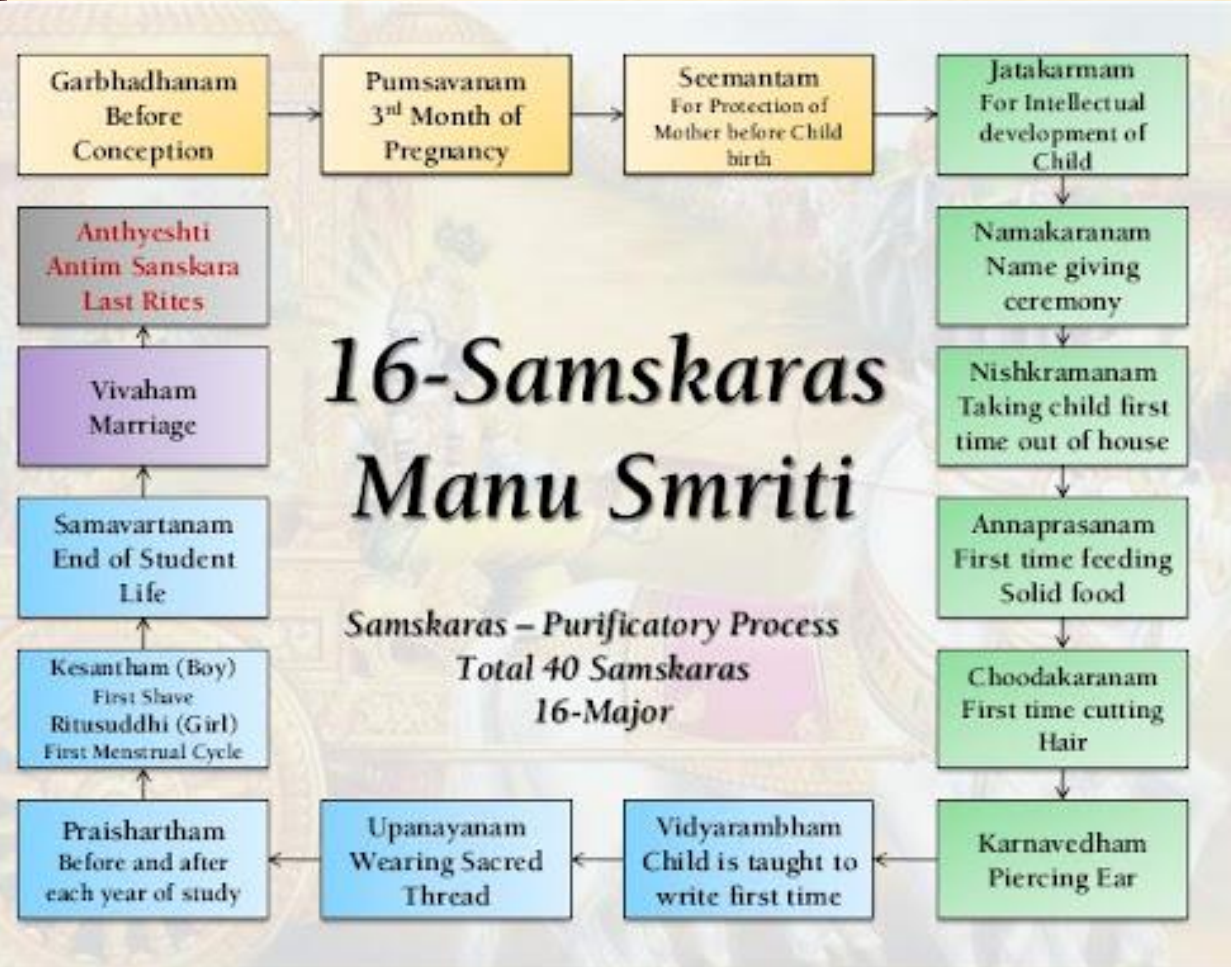 Garbhadhanam
Before
Conception
Pumsavanam
3rd Month of
Pregnancy
Seemantam
For Protection of
Mother before Child
birth
Jatakarmam
For Intellectual
development of
Child
Namakaranam
Name giving
ceremony
Nishkramanam
Taking child first
time out of house
Annaprasanam
First time feeding
Solid food
Choodakaranam
First time cutting
Hair
Karnavedham
Piercing Ear
Vidyarambham
Child is taught to
write first time
Upanayanam
Wearing Sacred
Thread
Praishartham
Before and after
each year of study
Kesantham (Boy)
First Shave
Ritusuddhi (Girl)
First Menstrual Cycle
Samavartanam
End of Student
Life
Vivaham
Marriage
Anthyeshti
Antim Sanskara
Last Rites
16-Samskaras
Manu Smriti
Samskaras – Purificatory Process
Total 40 Samskaras
16-Major